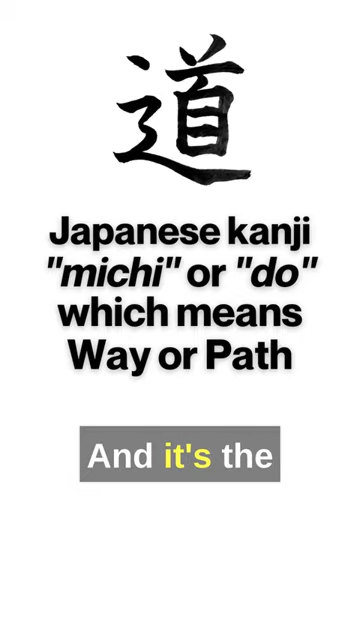 道
Japanese kanji
"michi" or "do"
which means
Way or Path
And it's the